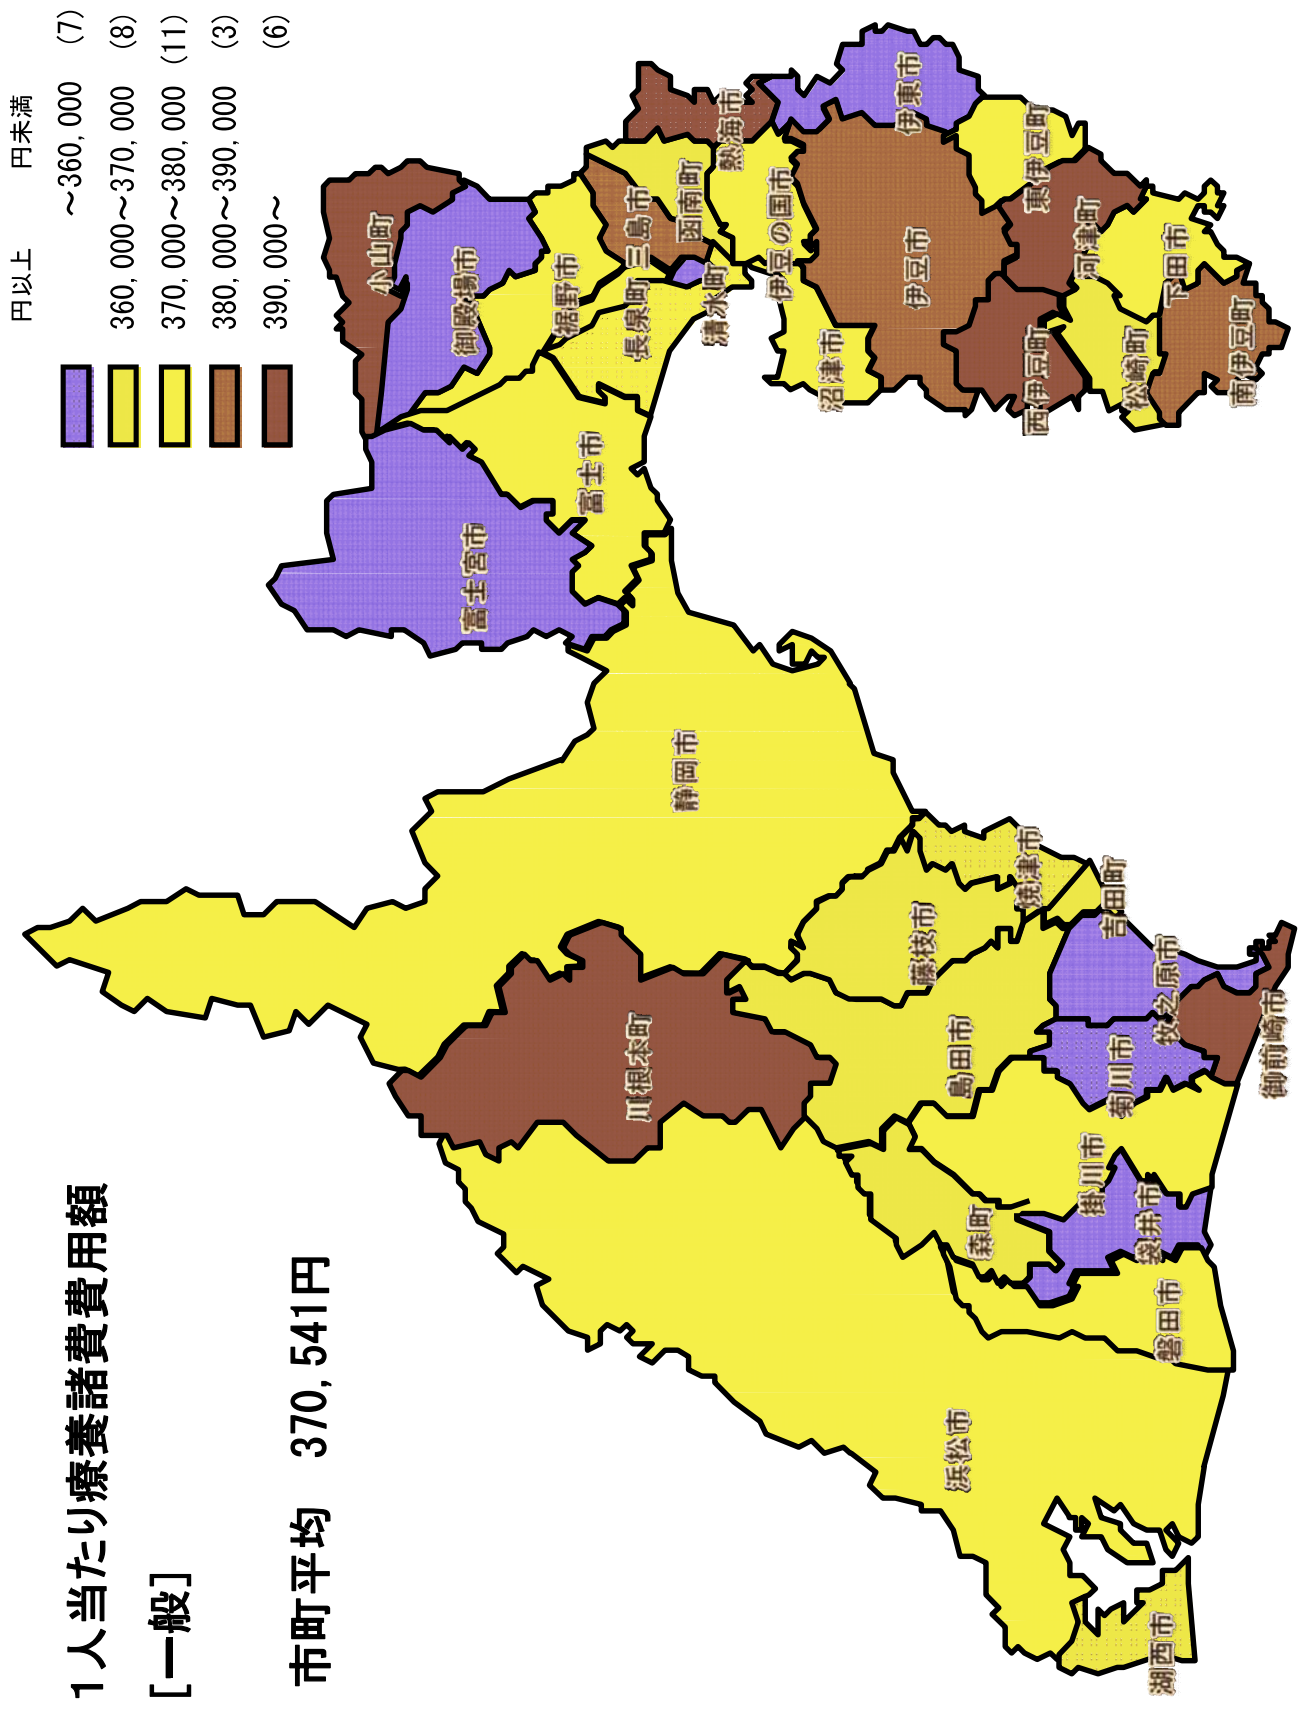 1人当たり療養諸費費用額
[一般]
市町平均 370,541円
円以上 円未満
～360,000 (7)
360,000～370,000 (8)
370,000～380,000 (11)
380,000～390,000 (3)
390,000～ (6)
小山町
御殿場市
富士宮市
裾野市
富士市
三島市
長泉町
函南町
清水町
熱海市
伊豆の国市
沼津市
伊東市
伊豆市
東伊豆町
西伊豆町
河津町
松崎町
下田市
南伊豆町
静岡市
川根本町
藤枝市
焼津市
島田市
吉田町
牧之原市
菊川市
御前崎市
掛川市
森町
袋井市
磐田市
浜松市
湖西市